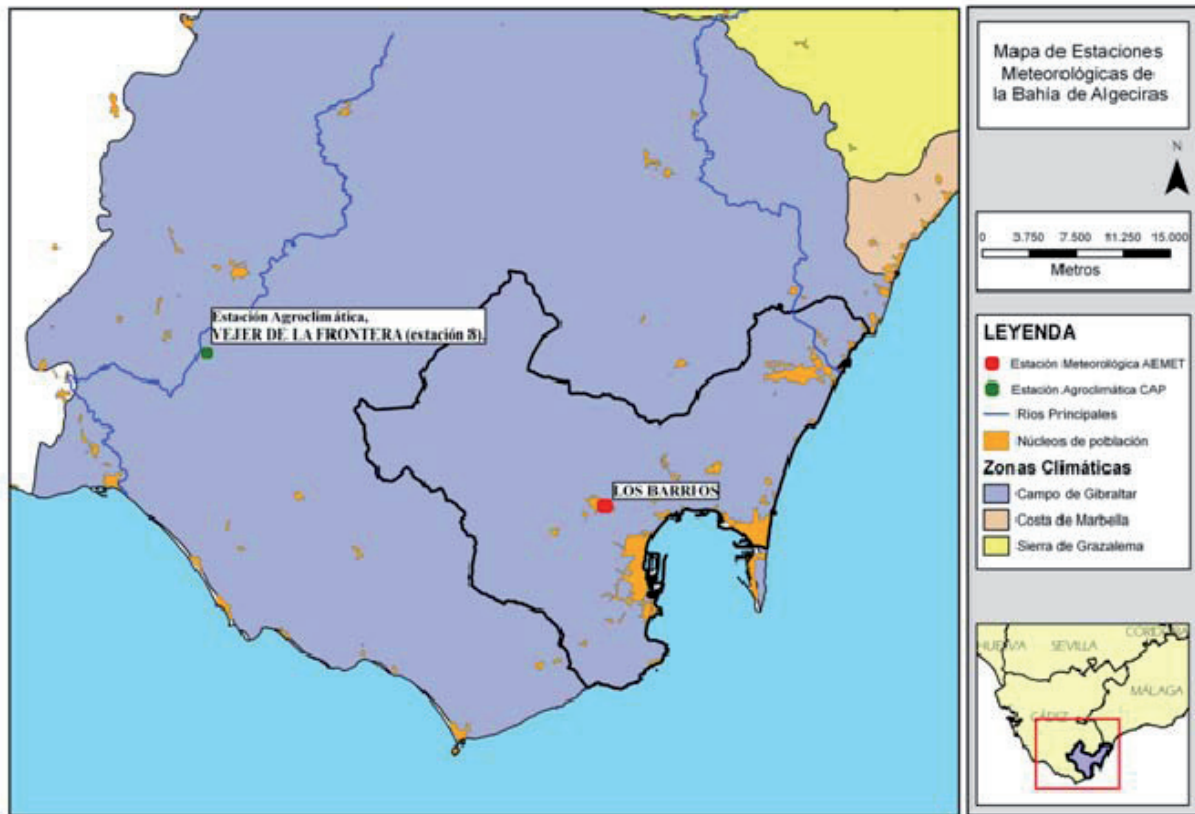 Estación Agroclimática,
VEJER DE LA FRONTERA (estación 8),
LOS BARRIOS
Mapa de Estaciones
Meteorológicas de
la Bahía de Algeciras
N
0 3.750 7.500 11.250 15.000
Metros
LEYENDA
Estación Meteorológica AEMET
Estación Agroclimática CAP
Ríos Principales
Núcleos de población
Zonas Climáticas
Campo de Gibraltar
Costa de Marbella
Sierra de Grazalema
HUELVA SEVILLA CÓRDOBA
MÁLAGA
CÁDIZ